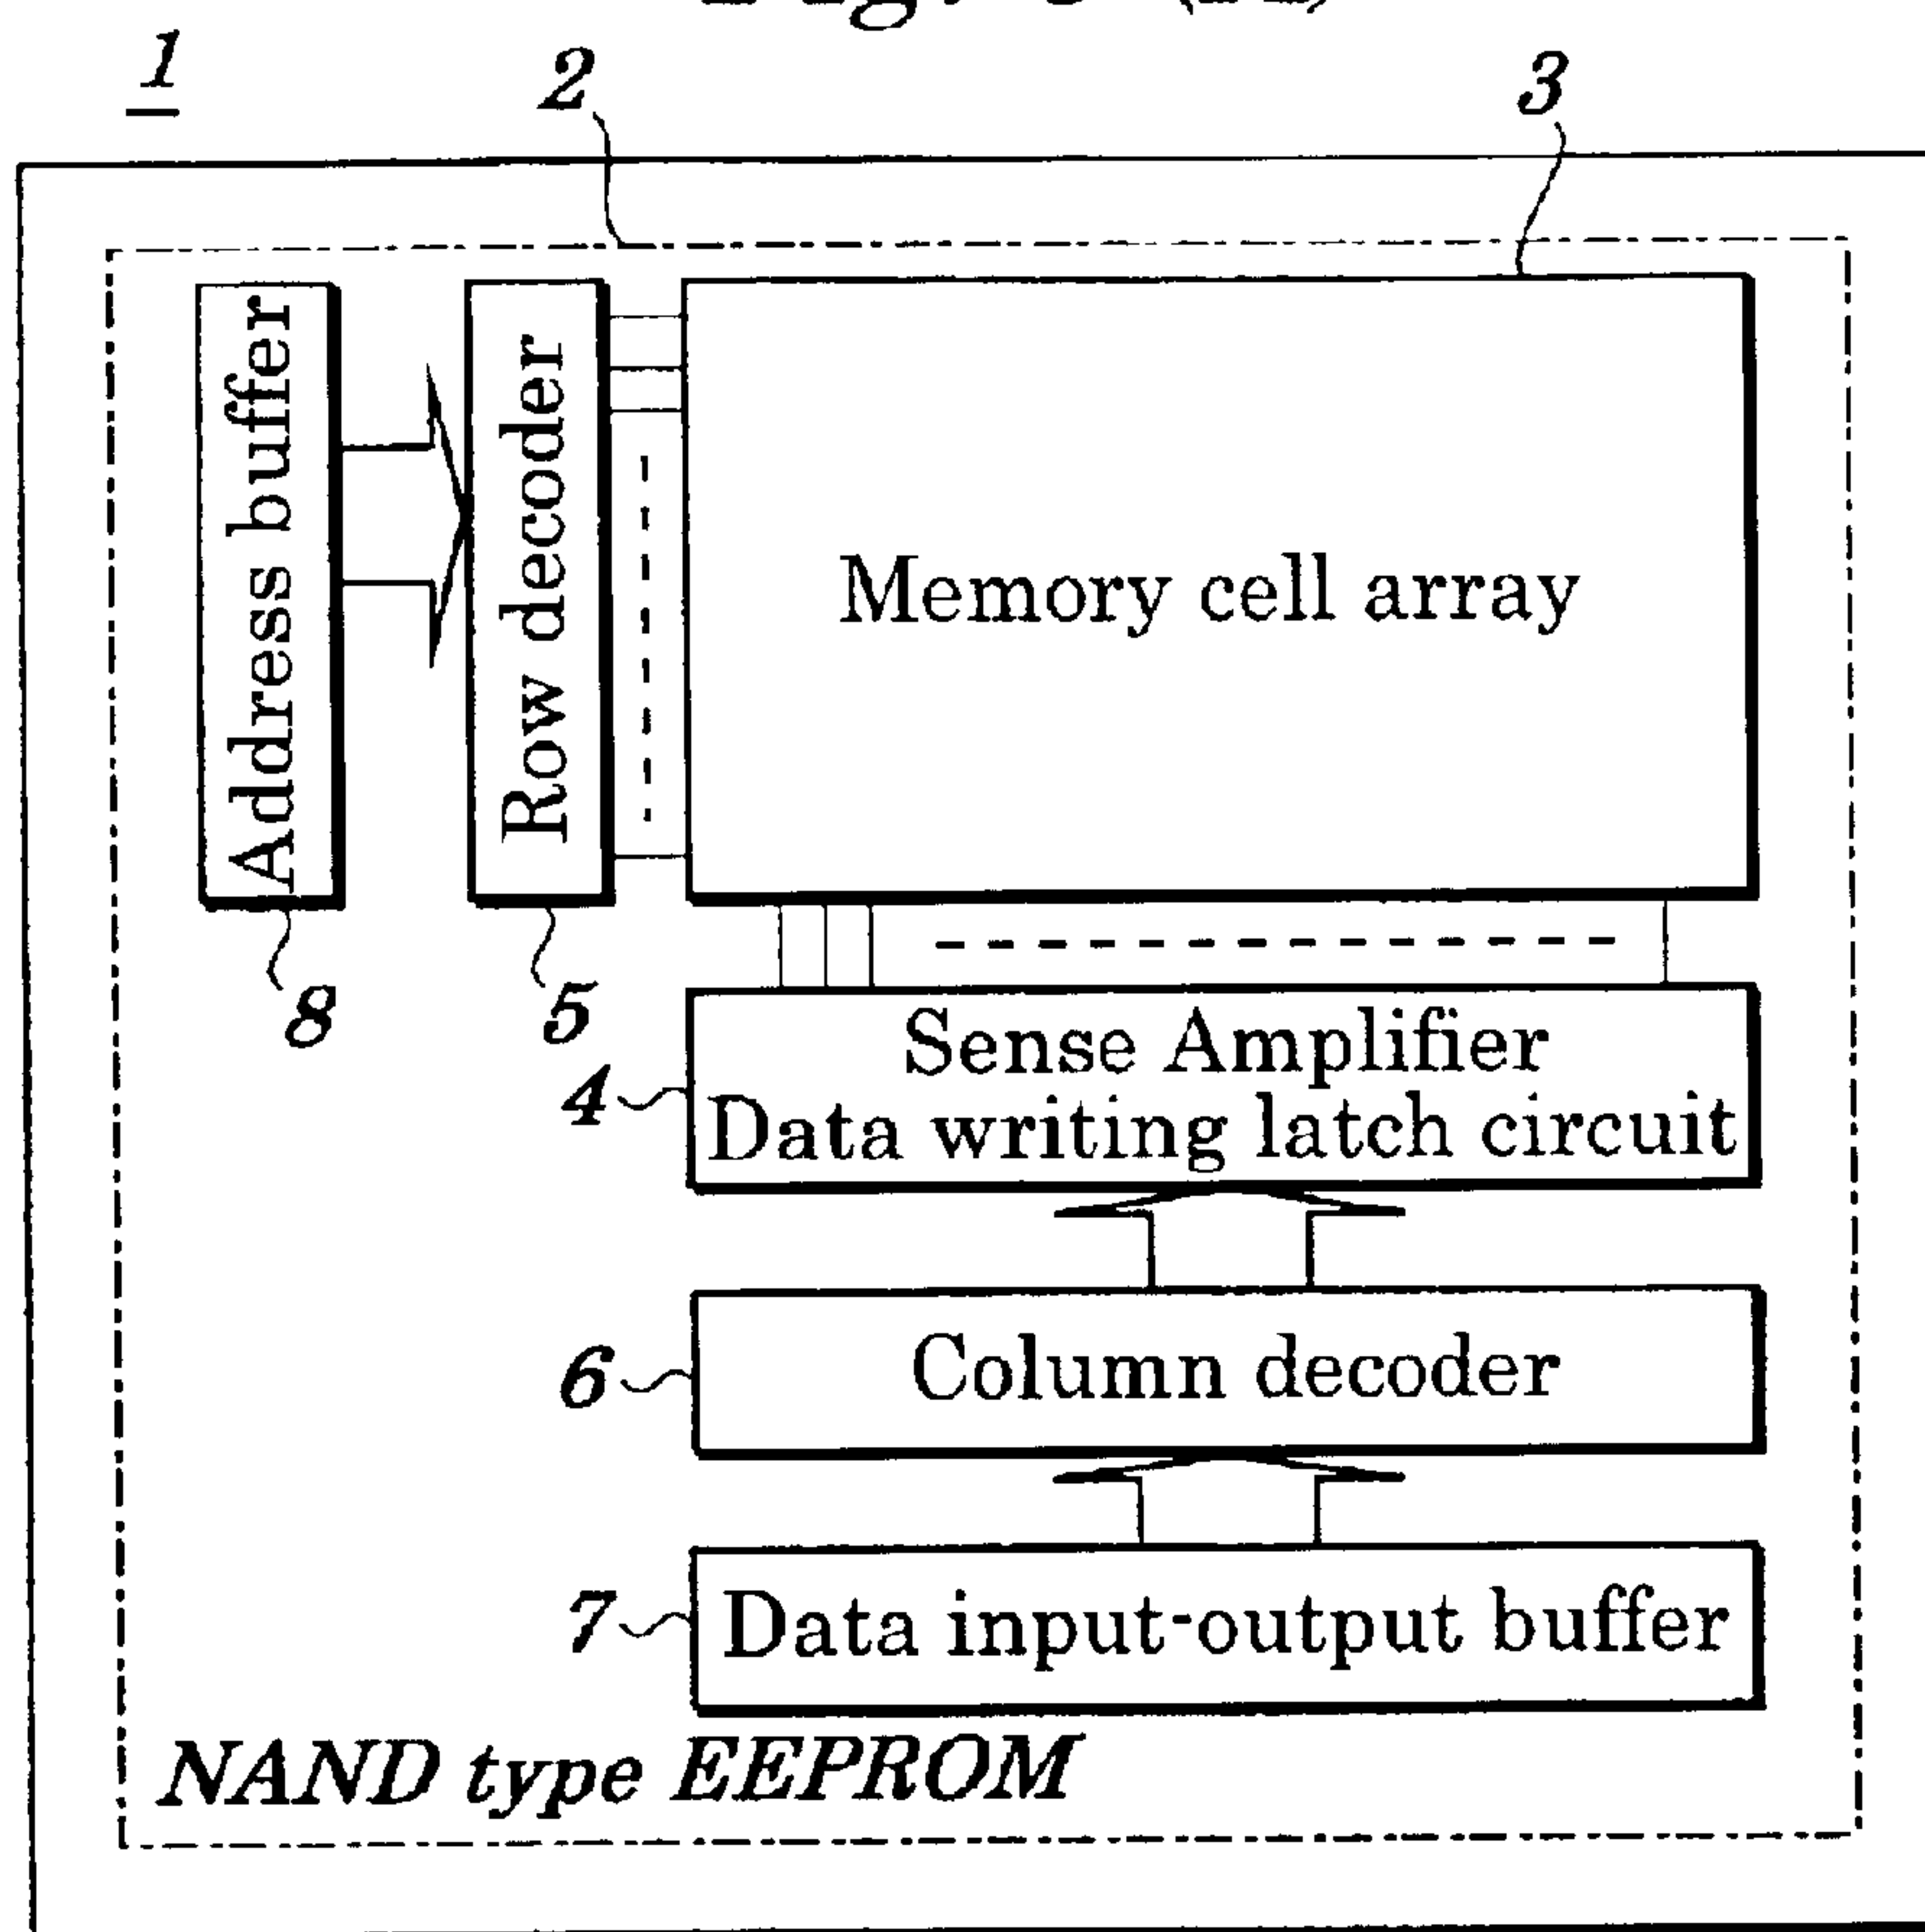 1
2
3
Address buffer
Row decoder
Memory cell array
8
5
4
Sense Amplifier
Data writing latch circuit
6
Column decoder
7
Data input-output buffer
NAND type EEPROM